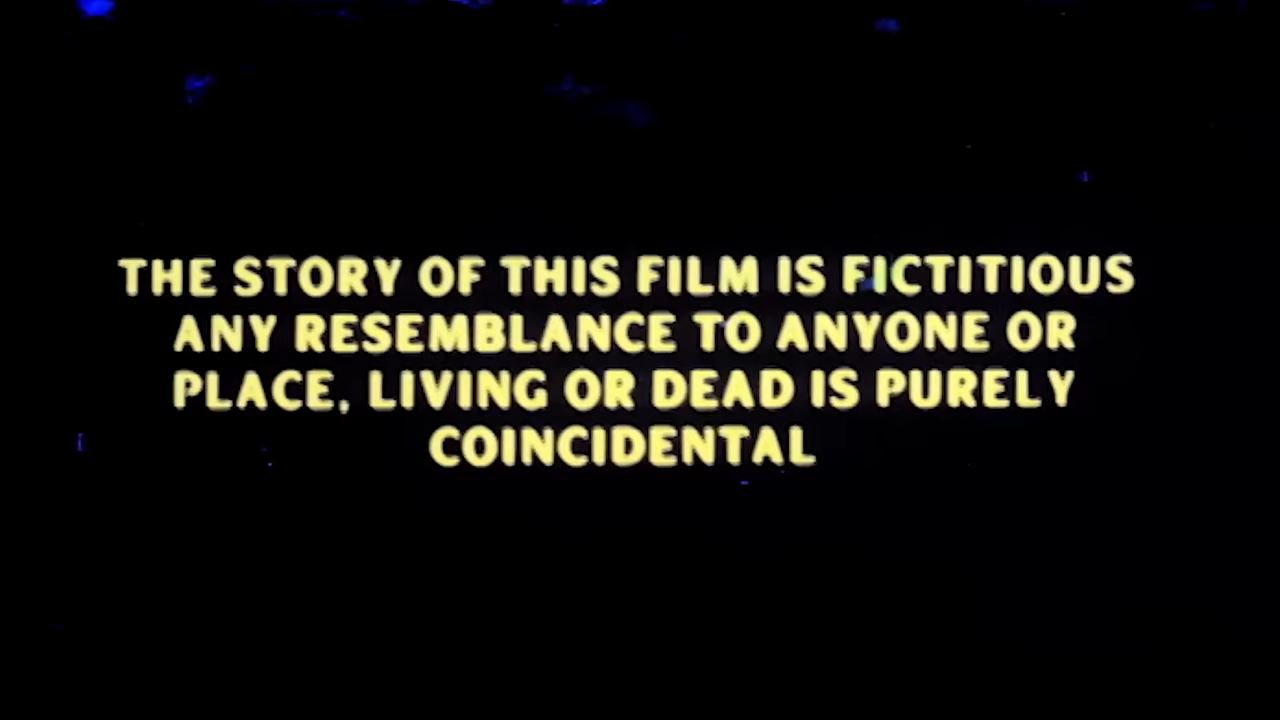 THE STORY OF THIS FILM IS FICTITIOUS
ANY RESEMBLANCE TO ANYONE OR
PLACE, LIVING OR DEAD IS PURELY
COINCIDENTAL